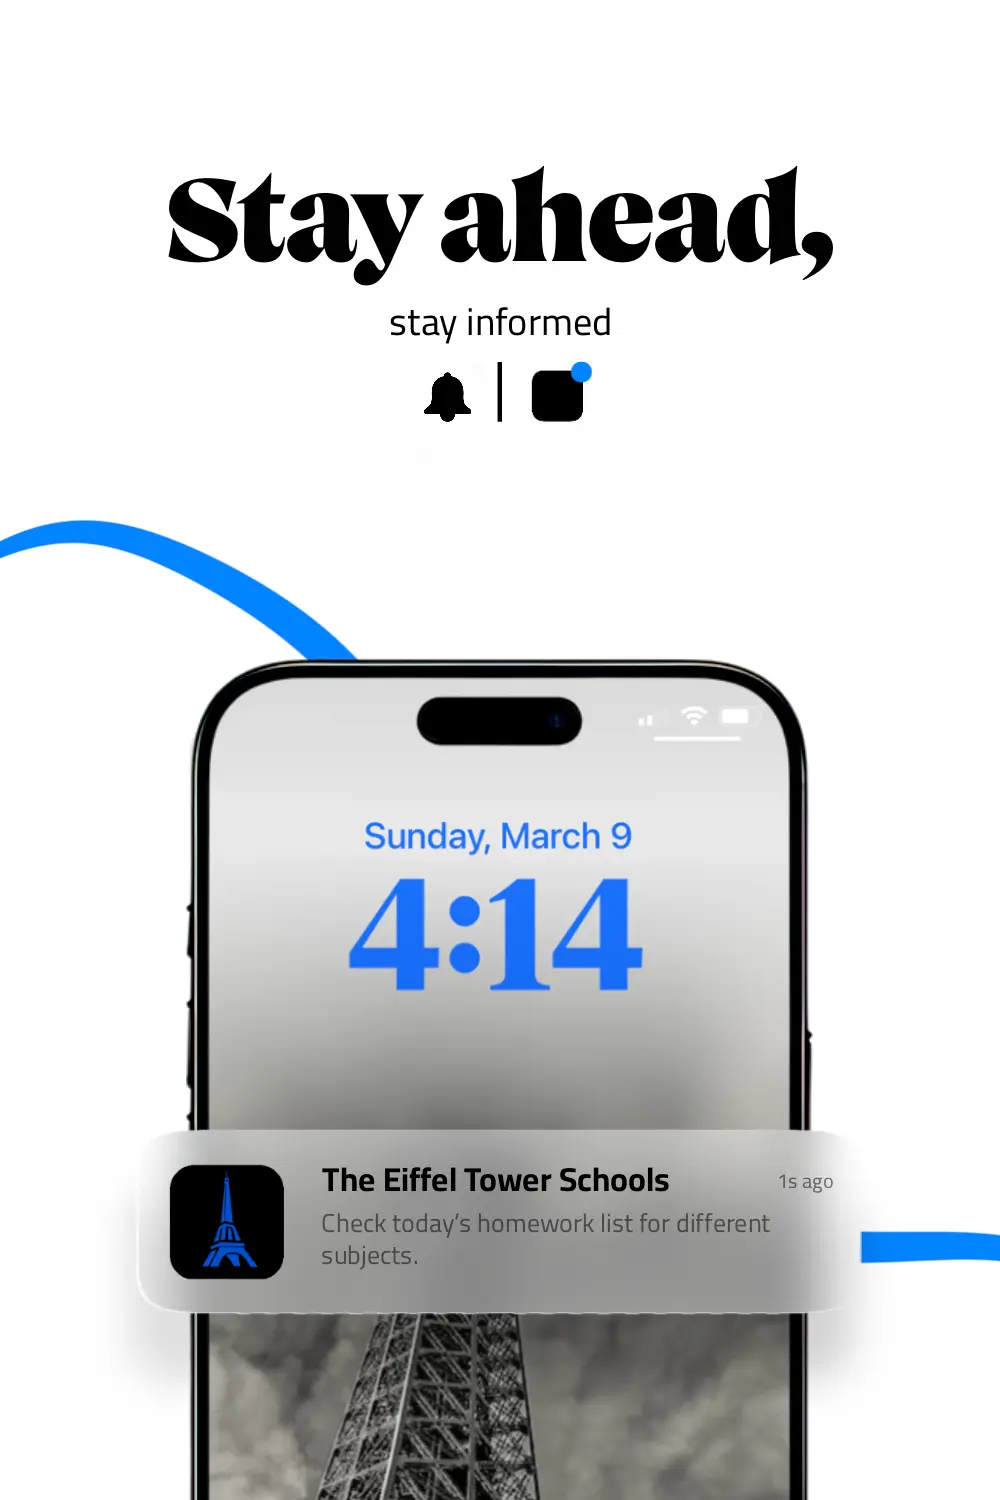 Stay ahead,
stay informed
Sunday, March 9
4:14
The Eiffel Tower Schools
1s ago
Check today's homework list for different
subjects.